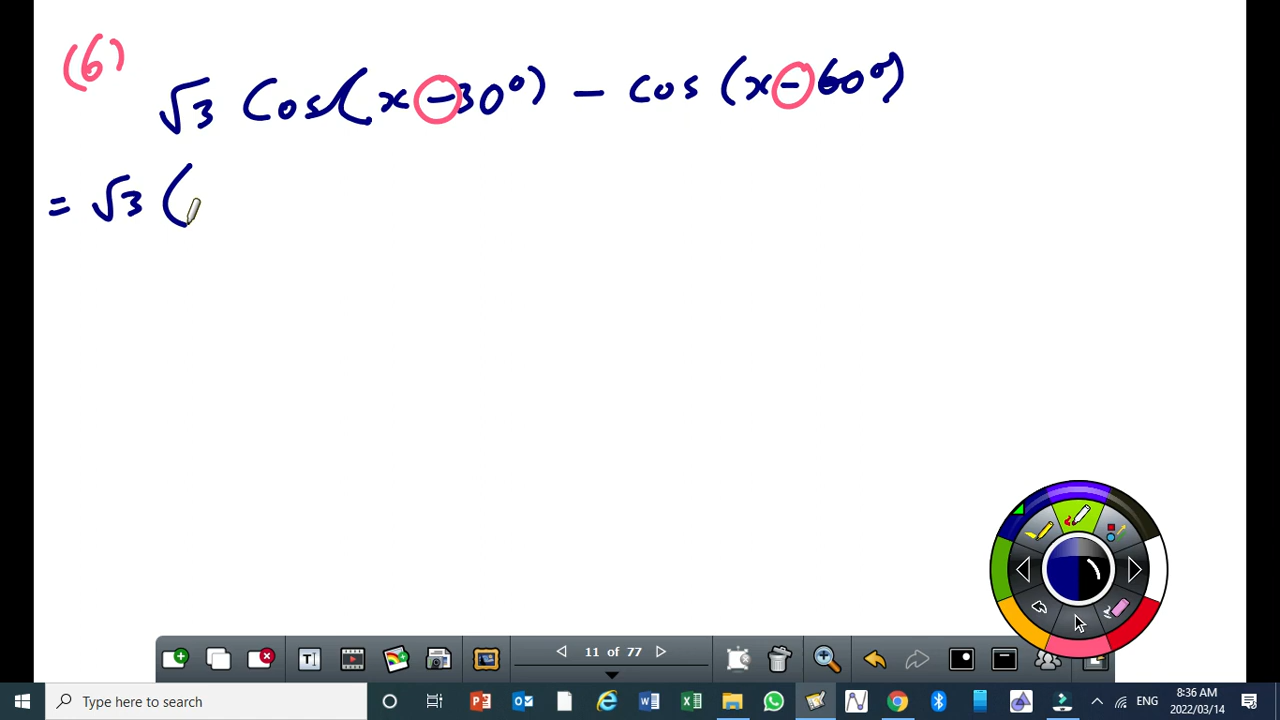 (6)
√3 Cos(x -30°) - cos (x -60°)
= √3 (
11 of 77
Type here to search
ENG
8:36 AM
2022/03/14